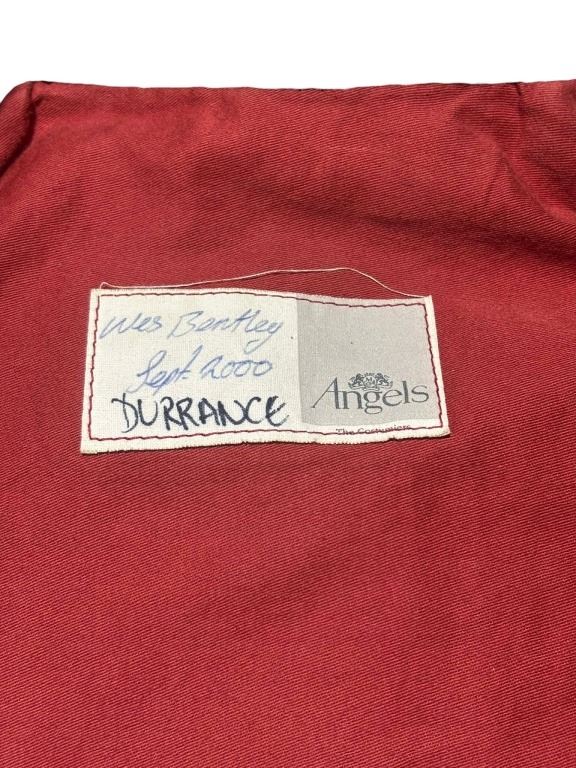 Wes Bentley
Sept. 2000
DURRANCE
Angels
The Costumiers